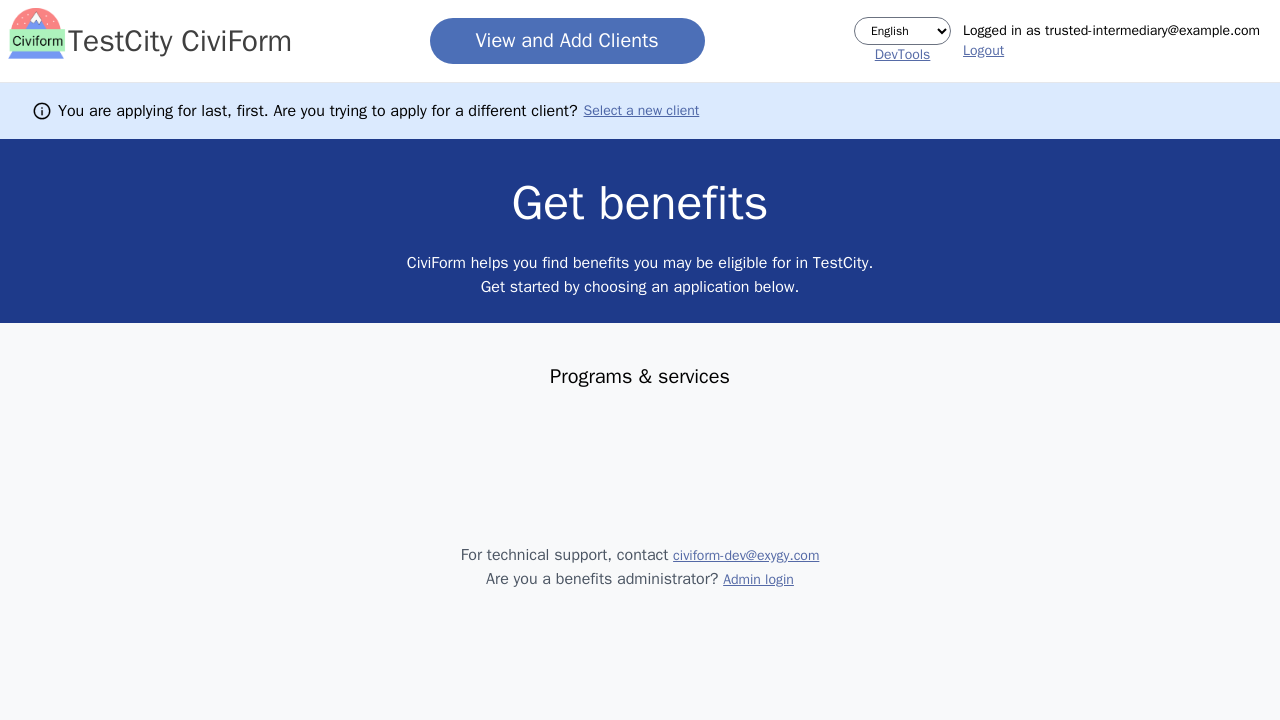 Civiform
TestCity CiviForm
View and Add Clients
English
DevTools
Logged in as trusted-intermediary@example.com
Logout
You are applying for last, first. Are you trying to apply for a different client? Select a new client
Get benefits
CiviForm helps you find benefits you may be eligible for in TestCity.
Get started by choosing an application below.
Programs & services
For technical support, contact civiform-dev@exygy.com
Are you a benefits administrator? Admin login